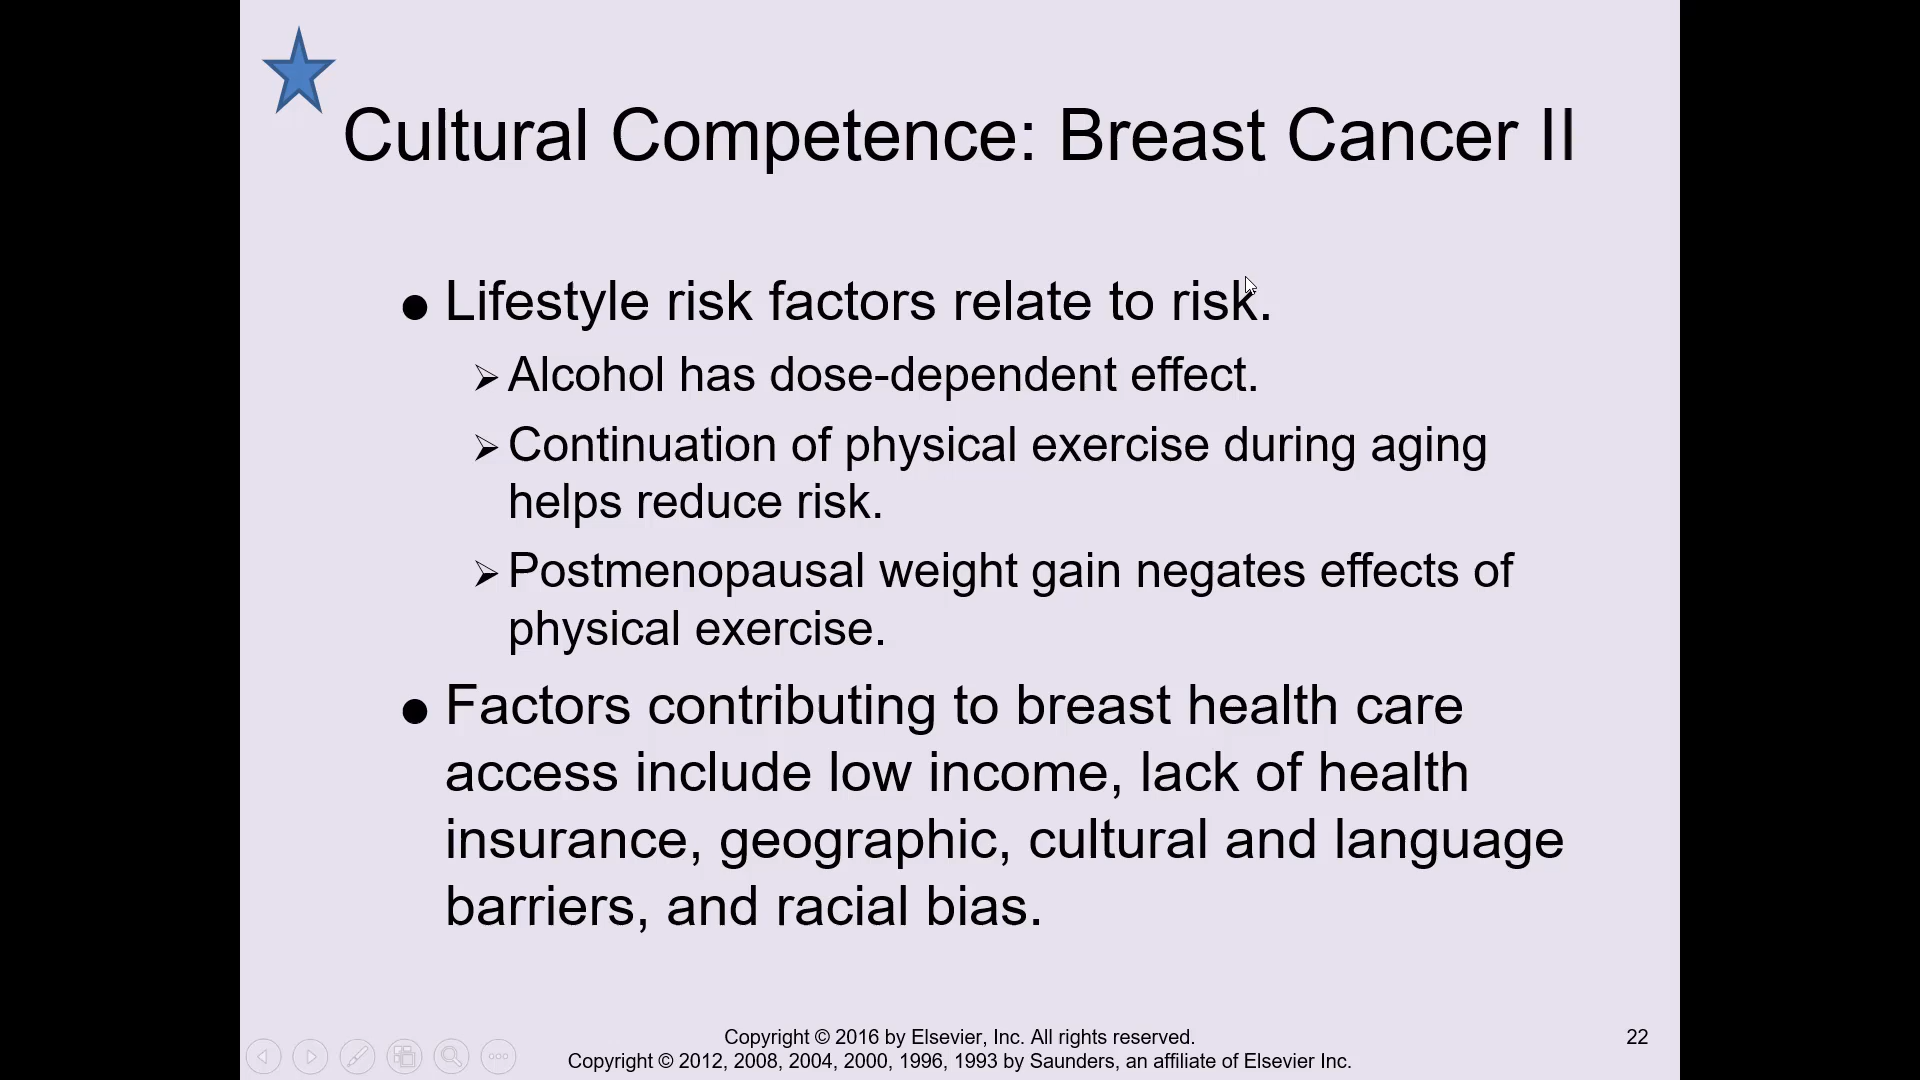 Cultural Competence: Breast Cancer II
● Lifestyle risk factors relate to risk.
➢ Alcohol has dose-dependent effect.
➢ Continuation of physical exercise during aging
helps reduce risk.
➢ Postmenopausal weight gain negates effects of
physical exercise.
● Factors contributing to breast health care
access include low income, lack of health
insurance, geographic, cultural and language
barriers, and racial bias.
Copyright © 2016 by Elsevier, Inc. All rights reserved.
Copyright © 2012, 2008, 2004, 2000, 1996, 1993 by Saunders, an affiliate of Elsevier Inc.
22